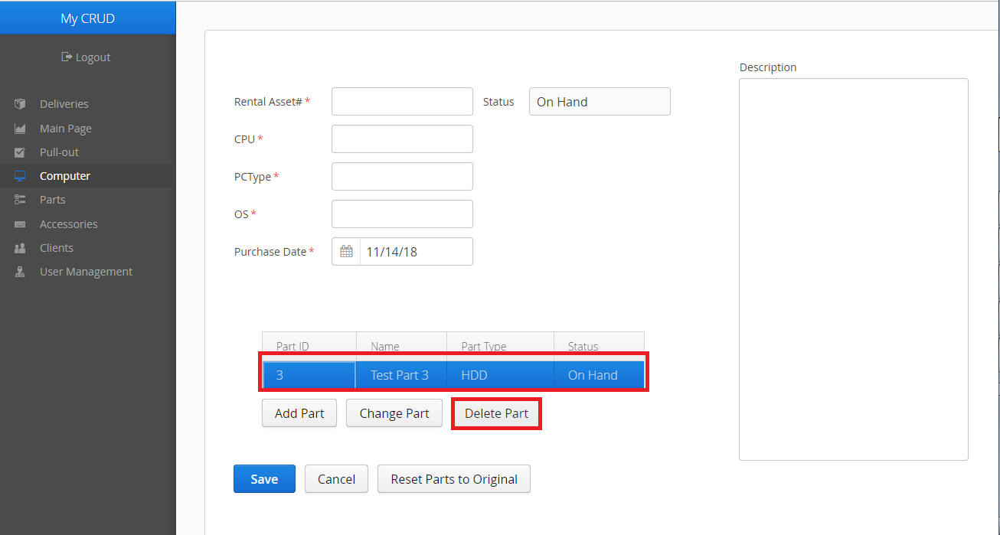 My CRUD
Logout
Deliveries
Main Page
Pull-out
Computer
Parts
Accessories
Clients
User Management
Rental Asset# * Status On Hand
CPU *
PCType *
OS *
Purchase Date * 11/14/18
Description
Part ID Name Part Type Status
3 Test Part 3 HDD On Hand
Add Part Change Part Delete Part
Save Cancel Reset Parts to Original